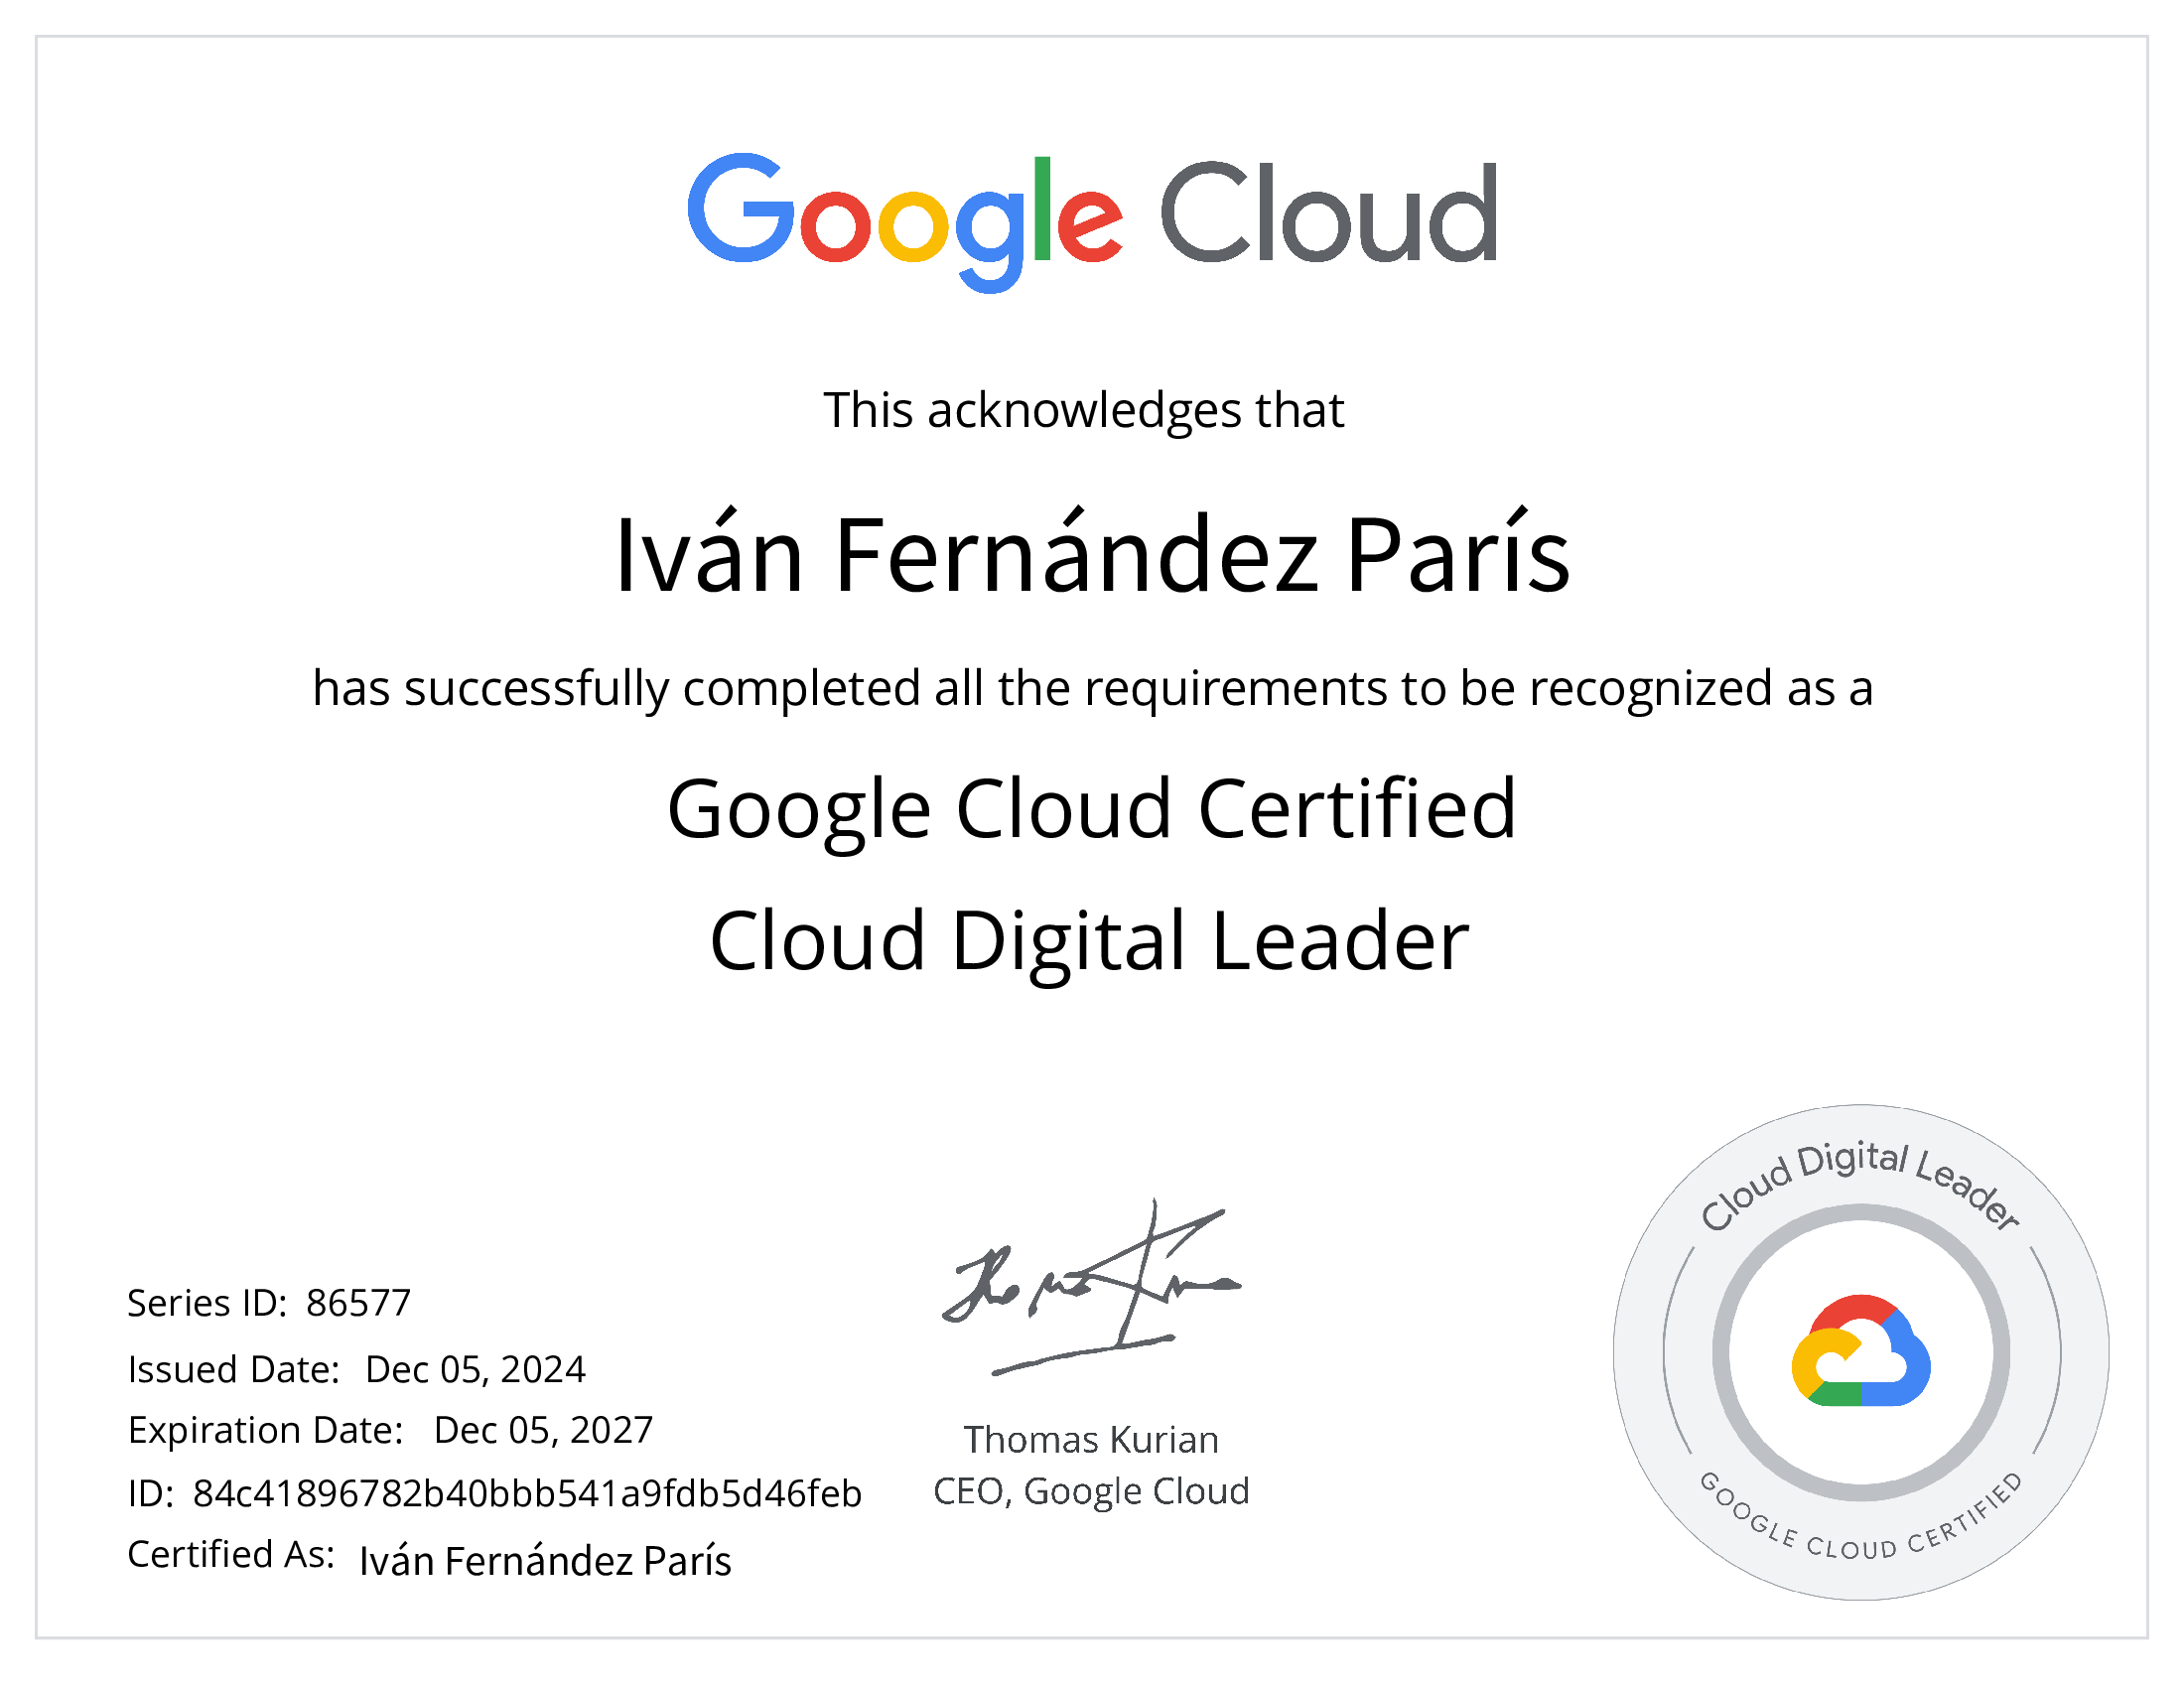 Google Cloud
This acknowledges that
Iván Fernández París
has successfully completed all the requirements to be recognized as a
Google Cloud Certified
Cloud Digital Leader
Series ID: 86577
Issued Date: Dec 05, 2024
Expiration Date: Dec 05, 2027
ID: 84c41896782b40bbb541a9fdb5d46feb
Certified As: Iván Fernández París
Thomas Kurian
CEO, Google Cloud
Cloud Digital Leader
GOOGLE CLOUD CERTIFIED